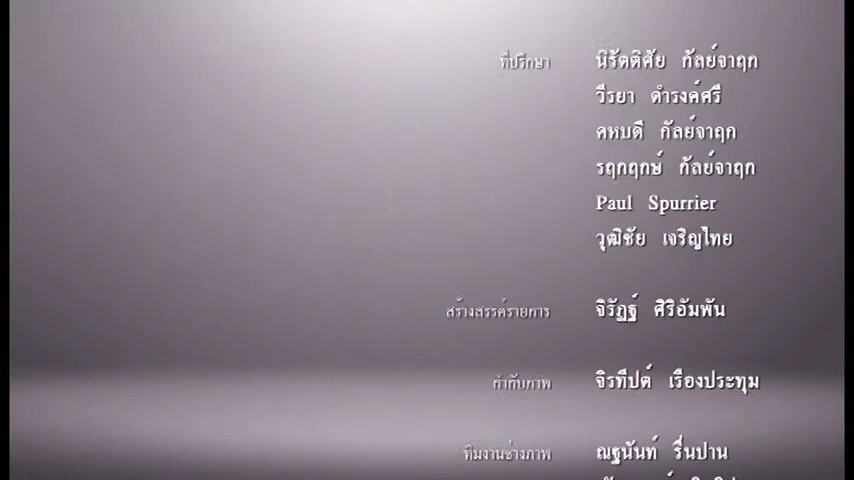 ที่ปรึกษา นิรัตติศัย กัลย์จาฤก
วีรยา ดำรงค์ศรี
คหบดี กัลย์จาฤก
รฤกฤกษ์ กัลย์จาฤก
Paul Spurrier
วุฒิชัย เจริญไทย
สร้างสรรค์รายการ จิรัฏฐ์ ศิริอัมพัน
กำกับภาพ จิรทีปต์ เรืองประทุม
ทีมงานช่างภาพ ณฐนันท์ รื่นปาน